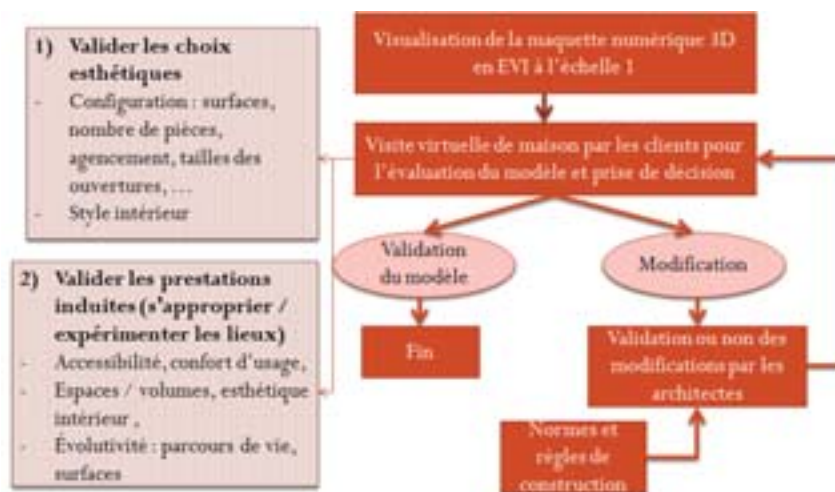 1) Valider les choix
esthétiques
- Configuration : surfaces,
nombre de pièces,
agencement, tailles des
ouvertures, …
- Style intérieur
2) Valider les prestations
induites (s'approprier /
expérimenter les lieux)
- Accessibilité, confort d'usage,
- Espaces / volumes, esthétique
intérieur ,
- Évolutivité : parcours de vie,
surfaces
Visualisation de la maquette numérique 3D
en EVI à l'échelle 1
Visite virtuelle de maison par les clients pour
l'évaluation du modèle et prise de décision
Validation
du modèle
Modification
Fin
Validation ou non des
modifications par les
architectes
Normes et
règles de
construction